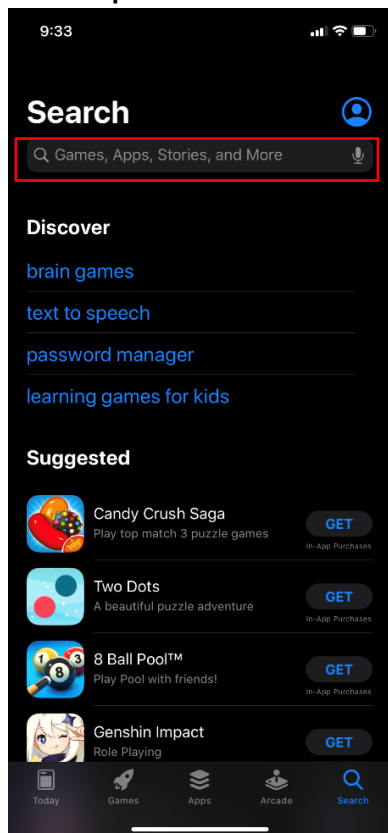 9:33
Search
Games, Apps, Stories, and More
Discover
brain games
text to speech
password manager
learning games for kids
Suggested
Candy Crush Saga
Play top match 3 puzzle games
GET
In-App Purchases
Two Dots
A beautiful puzzle adventure
GET
In-App Purchases
8 Ball Pool™
Play Pool with friends!
GET
In-App Purchases
Genshin Impact
Role Playing
GET
Today Games Apps Arcade Search